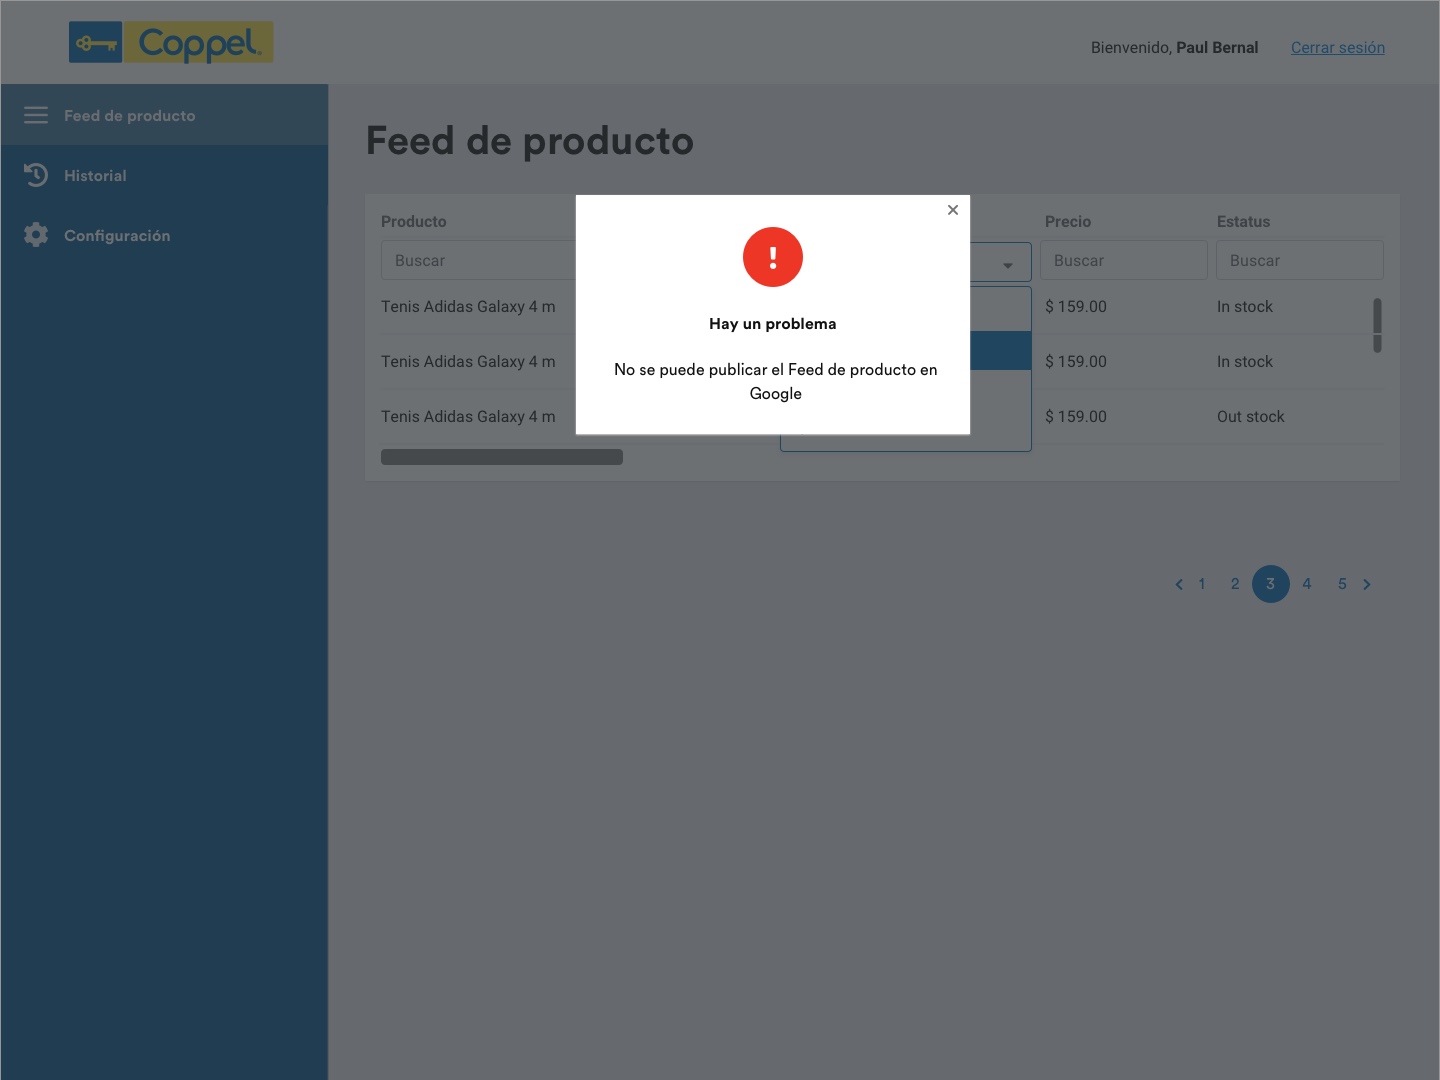 Coppel.
Bienvenido, Paul Bernal
Cerrar sesión
Feed de producto
Historial
Configuración
Feed de producto
Producto
Precio
Estatus
Buscar
Buscar
Buscar
Tenis Adidas Galaxy 4 m
$ 159.00
In stock
Tenis Adidas Galaxy 4 m
$ 159.00
In stock
Tenis Adidas Galaxy 4 m
$ 159.00
Out stock
Hay un problema
No se puede publicar el Feed de producto en
Google
1 2 3 4 5